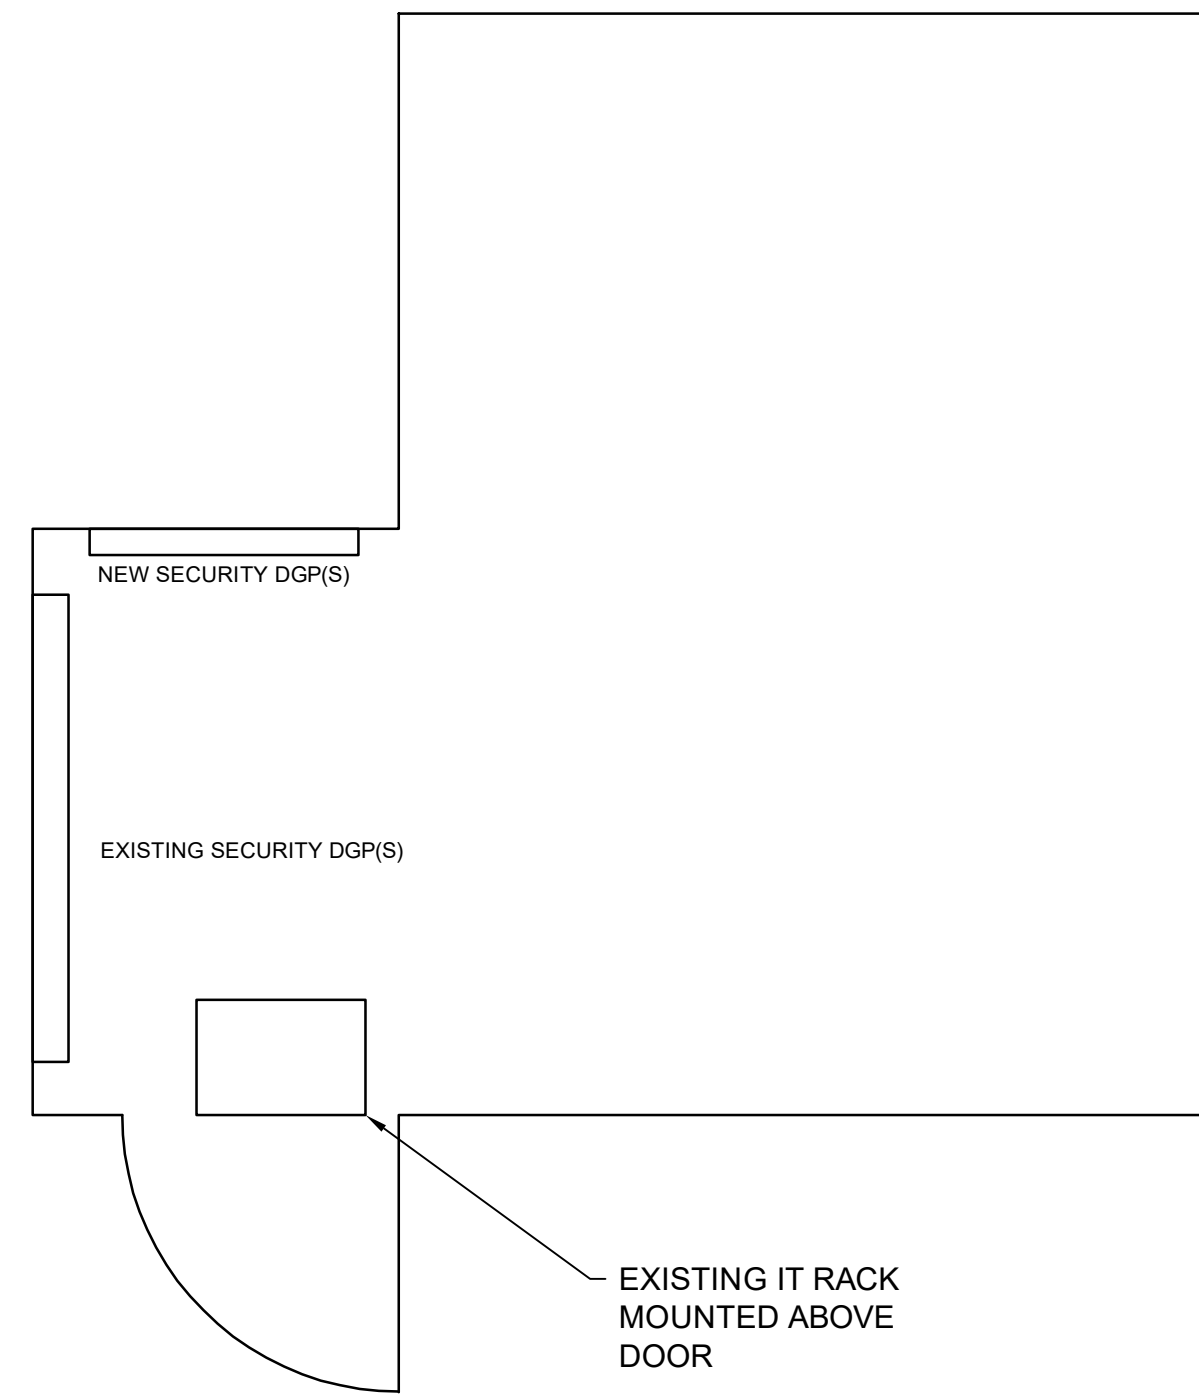 NEW SECURITY DGP(S)
EXISTING SECURITY DGP(S)
EXISTING IT RACK
MOUNTED ABOVE
DOOR